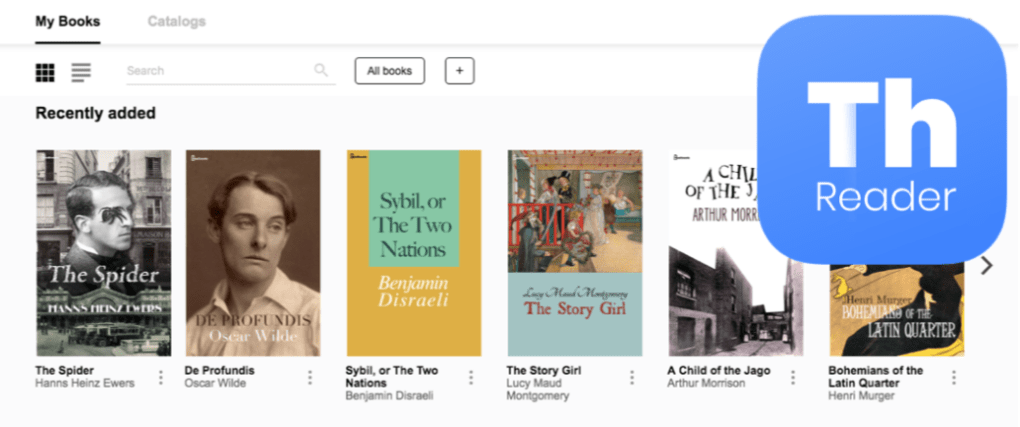 My Books
Catalogs
Search
All books
+
Recently added
The Spider
HANNS HEINZ EWERS
DE PROFUNDIS
Oscar Wilde
Sybil, or
The Two
Nations
Benjamin
Disraeli
Lucy Maud Montgomery
The Story Girl
A CHIL
OF THE JA
ARTHUR MORR
Henri Murger
BOHEMIANS OF THE
LATIN QUARTER
Th
Reader
The Spider
Hanns Heinz Ewers
De Profundis
Oscar Wilde
Sybil, or The Two
Nations
Benjamin Disraeli
The Story Girl
Lucy Maud
Montgomery
A Child of the Jago
Arthur Morrison
Bohemians of the
Latin Quarter
Henri Murger